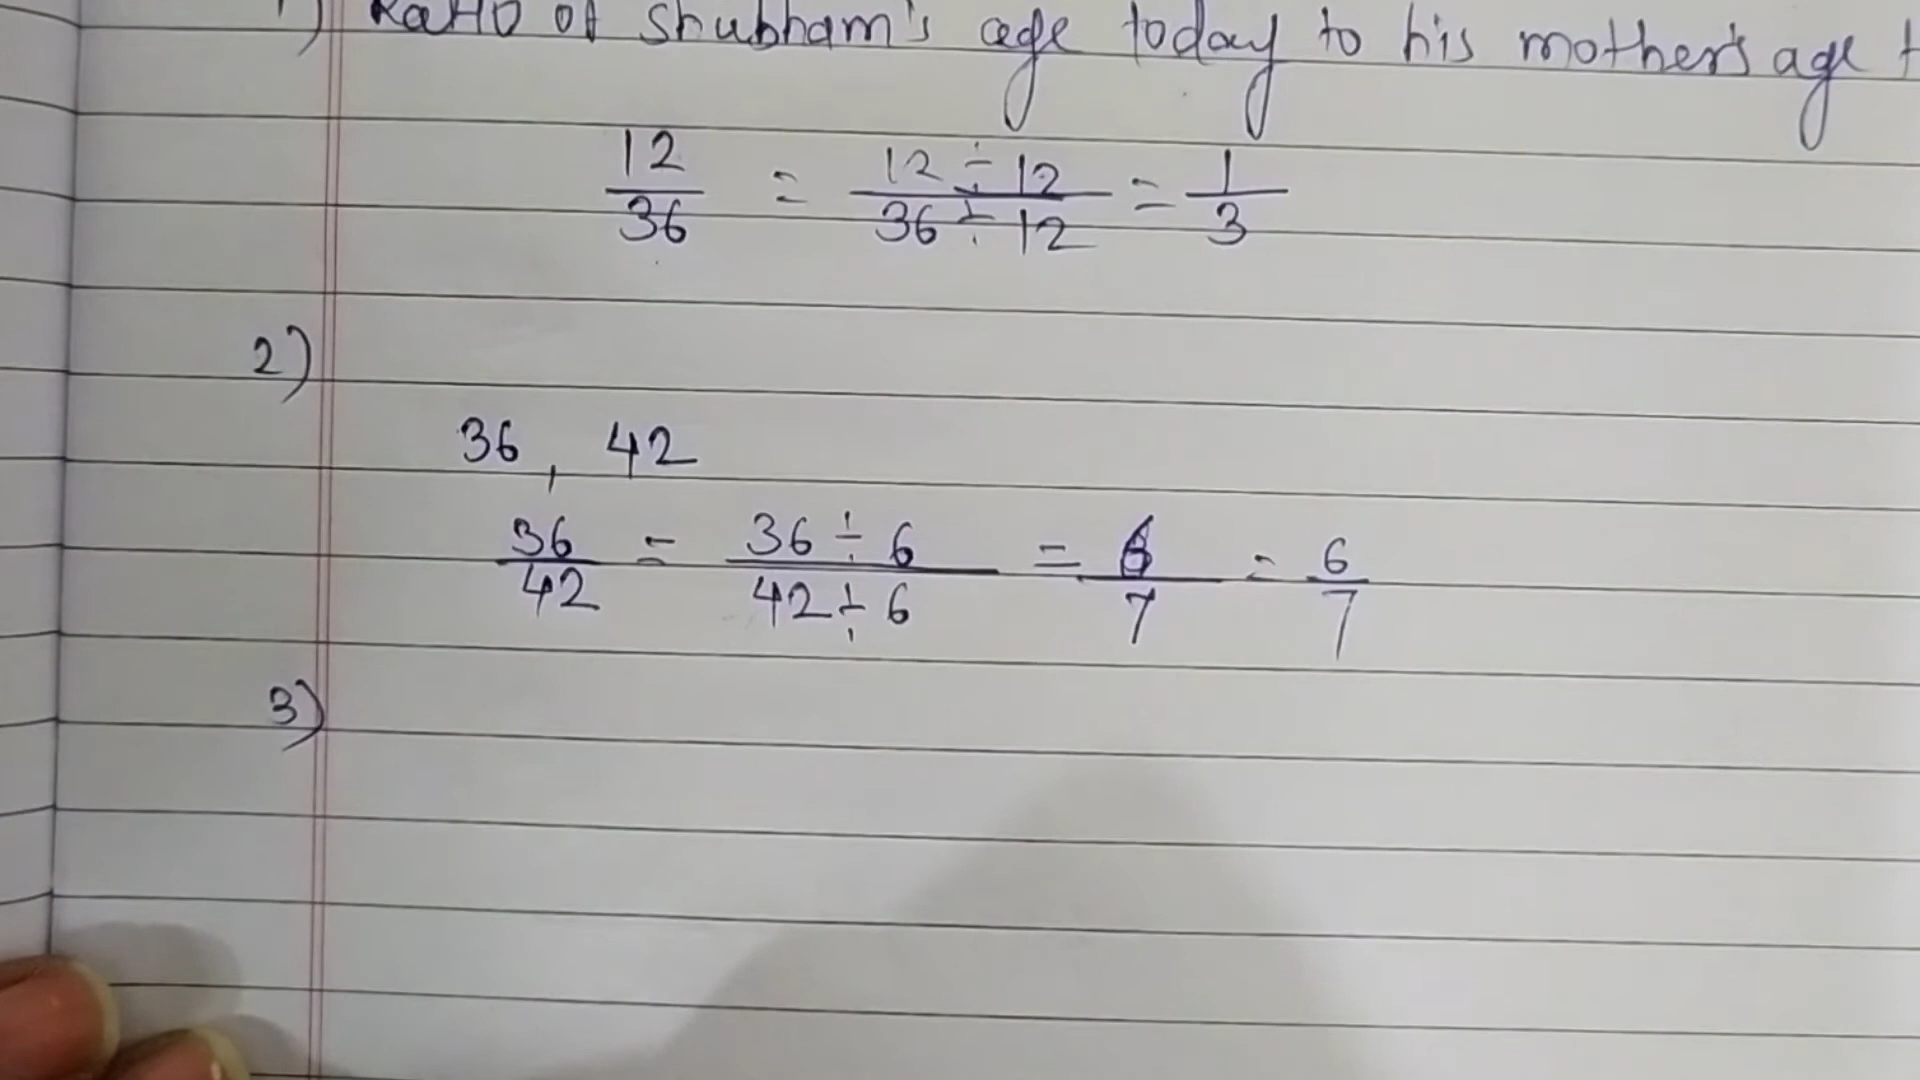 1) Ratio of Shubham's age today to his mother's age
12/36 = 12 ÷ 12/36 ÷ 12 = 1/3
2)
36, 42
36/42 = 36 ÷ 6/42 ÷ 6 = 6/7 = 6/7
3)